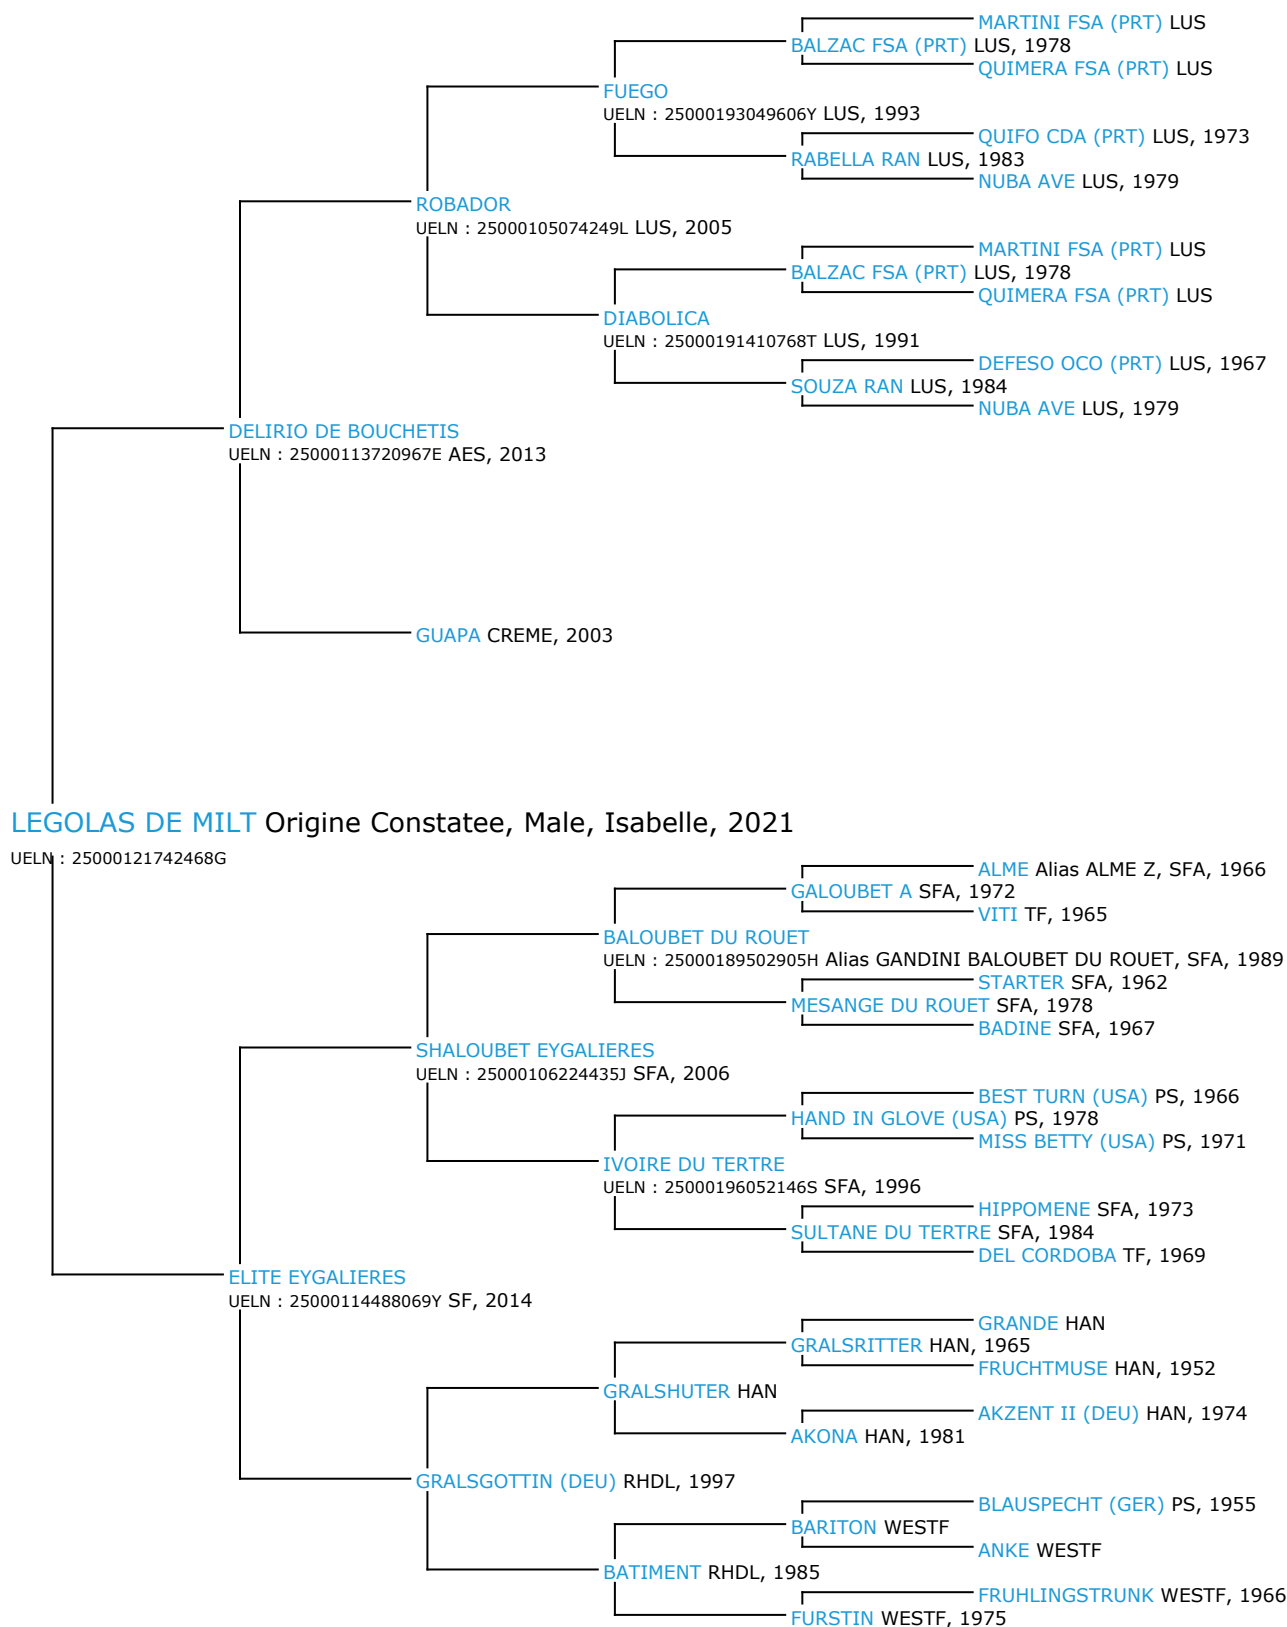 MARTINI FSA (PRT) LUS
BALZAC FSA (PRT) LUS, 1978
QUIMERA FSA (PRT) LUS
FUEGO
UELN : 25000193049606Y LUS, 1993
QUIFO CDA (PRT) LUS, 1973
RABELLA RAN LUS, 1983
NUBA AVE LUS, 1979
ROBADOR
UELN : 25000105074249L LUS, 2005
MARTINI FSA (PRT) LUS
BALZAC FSA (PRT) LUS, 1978
QUIMERA FSA (PRT) LUS
DIABOLICA
UELN : 25000191410768T LUS, 1991
DEFESO OCO (PRT) LUS, 1967
SOUZA RAN LUS, 1984
NUBA AVE LUS, 1979
DELIRIO DE BOUCHETIS
UELN : 25000113720967E AES, 2013
GUAPA CREME, 2003
LEGOLAS DE MILT Origine Constatee, Male, Isabelle, 2021
UELN : 25000121742468G
ALME Alias ALME Z, SFA, 1966
GALOUBET A SFA, 1972
VITI TF, 1965
BALOUBET DU ROUET
UELN : 25000189502905H Alias GANDINI BALOUBET DU ROUET, SFA, 1989
STARTER SFA, 1962
MESANGE DU ROUET SFA, 1978
BADINE SFA, 1967
SHALOUBET EYGALIERES
UELN : 25000106224435J SFA, 2006
BEST TURN (USA) PS, 1966
HAND IN GLOVE (USA) PS, 1978
MISS BETTY (USA) PS, 1971
IVOIRE DU TERTRE
UELN : 25000196052146S SFA, 1996
HIPPOMENE SFA, 1973
SULTANE DU TERTRE SFA, 1984
DEL CORDOBA TF, 1969
ELITE EYGALIERES
UELN : 25000114488069Y SF, 2014
GRANDE HAN
GRALSRITTER HAN, 1965
FRUCHTMUSE HAN, 1952
GRALSHUTER HAN
AKZENT II (DEU) HAN, 1974
AKONA HAN, 1981
GRALSGOTTIN (DEU) RHDL, 1997
BLAUSPECHT (GER) PS, 1955
BARITON WESTF
ANKE WESTF
BATIMENT RHDL, 1985
FRUHLINGSTRUNK WESTF, 1966
FURSTIN WESTF, 1975